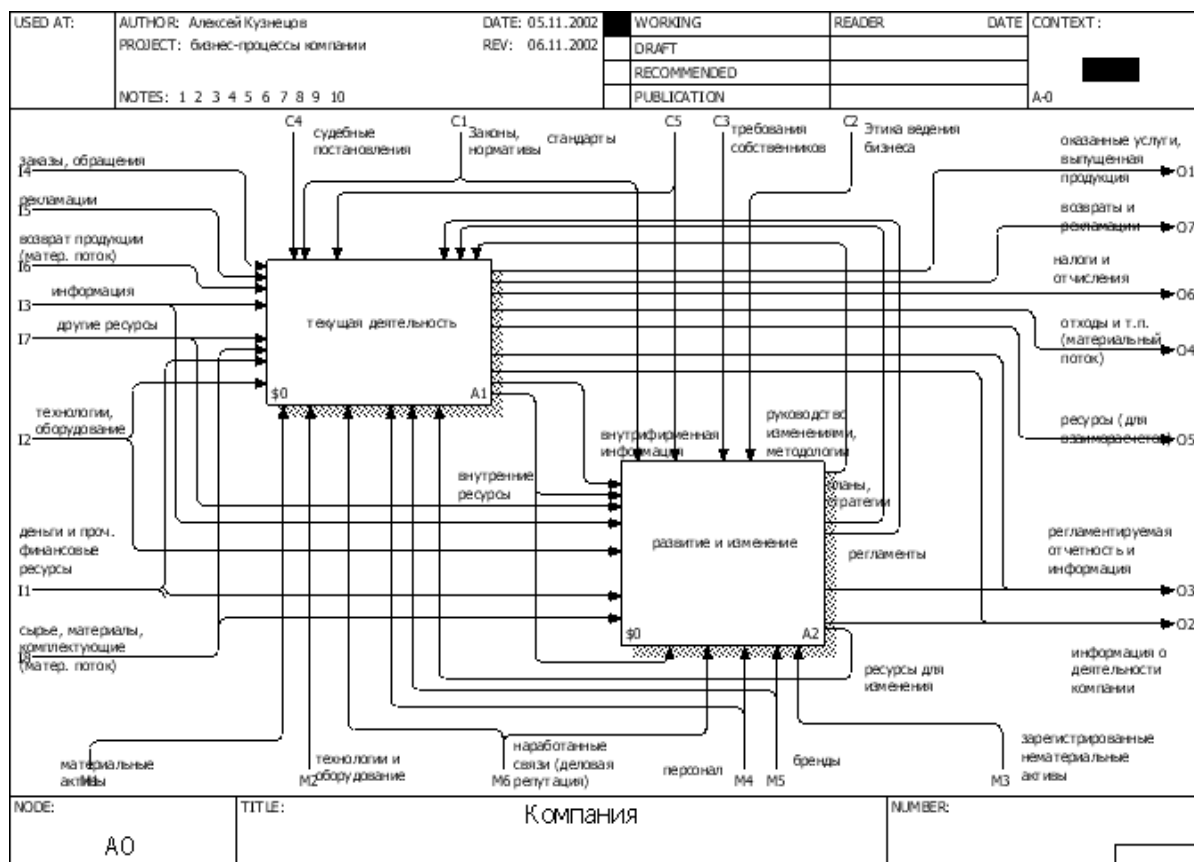 USED AT:
AUTHOR: Алексей Кузнецов
DATE: 05.11.2002
PROJECT: бизнес-процессы компании
REV: 06.11.2002
NOTES: 1 2 3 4 5 6 7 8 9 10
WORKING
DRAFT
RECOMMENDED
PUBLICATION
READER
DATE
CONTEXT:
A-0
C4
судебные
постановления
C1
Законы,
нормативы
стандарты
C5
C3
требования
собственников
C2
Этика ведения
бизнеса
заказы, обращения
I4
рекламации
I5
возврат продукции
(матер. поток)
I6
информация
I3
другие ресурсы
I7
технологии,
оборудование
I2
деньги и проч.
финансовые
ресурсы
I1
сырье, материалы,
комплектующие
I8
(матер. поток)
текущая деятельность
$0
A1
оказанные услуги,
выпущенная
продукция
O1
возвраты и
рекламации
O7
налоги и
отчисления
O6
отходы и т.п.
(материальный
поток)
O4
ресурсы (для
взаиморасчетов)
O5
внутрифирменная
информация
внутренние
ресурсы
руководство
изменениями,
методологии
планы,
стратегии
развитие и изменение
регламенты
$0
A2
регламентируемая
отчетность и
информация
O3
O2
информация о
деятельности
компании
ресурсы для
изменения
материальные
активы
M1
M2
технологии и
оборудование
M6
наработанные
связи (деловая
репутация)
персонал
M4
M5
бренды
M3
зарегистрированные
нематериальные
активы
NODE:
A0
TITLE:
Компания
NUMBER: